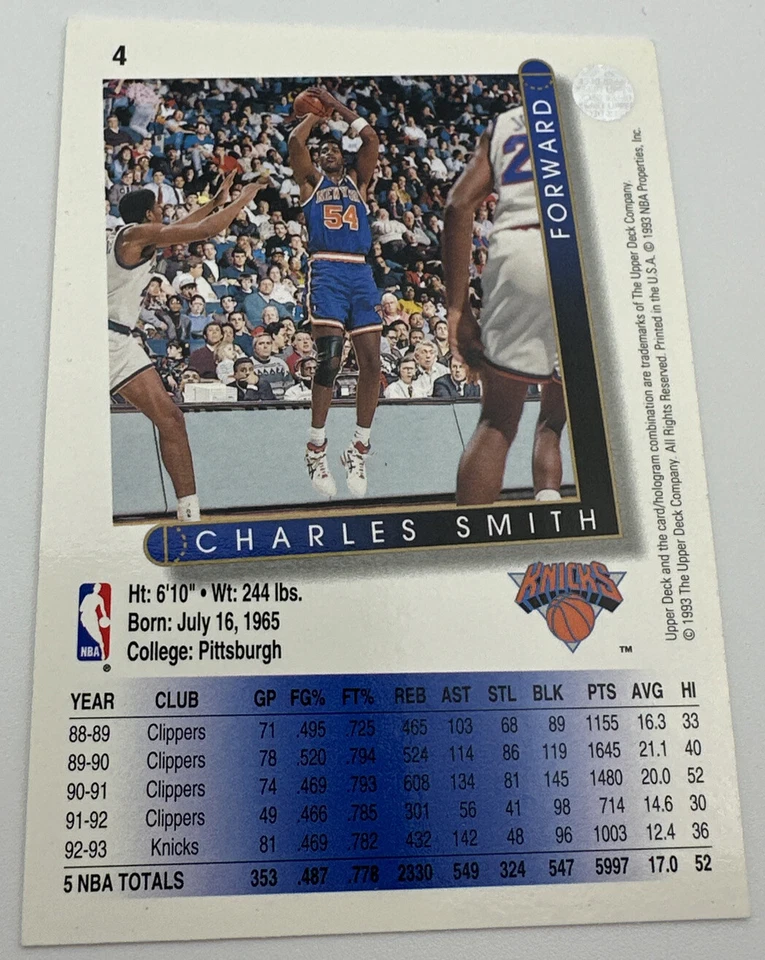 4
FORWARD
NEW YORK
54
2
CHARLES SMITH
Upper Deck and the card/hologram combination are trademarks of The Upper Deck Company.
© 1993 The Upper Deck Company. All Rights Reserved. Printed in the U.S.A. © 1993 NBA Properties, Inc.
NBA
®
Ht: 6'10" • Wt: 244 lbs.
Born: July 16, 1965
College: Pittsburgh
KNICKS
TM
YEAR CLUB GP FG% FT% REB AST STL BLK PTS AVG HI
88-89 Clippers 71 .495 .725 465 103 68 89 1155 16.3 33
89-90 Clippers 78 .520 .794 524 114 86 119 1645 21.1 40
90-91 Clippers 74 .469 .793 608 134 81 145 1480 20.0 52
91-92 Clippers 49 .466 .785 301 56 41 98 714 14.6 30
92-93 Knicks 81 .469 .782 432 142 48 96 1003 12.4 36
5 NBA TOTALS 353 .487 .778 2330 549 324 547 5997 17.0 52